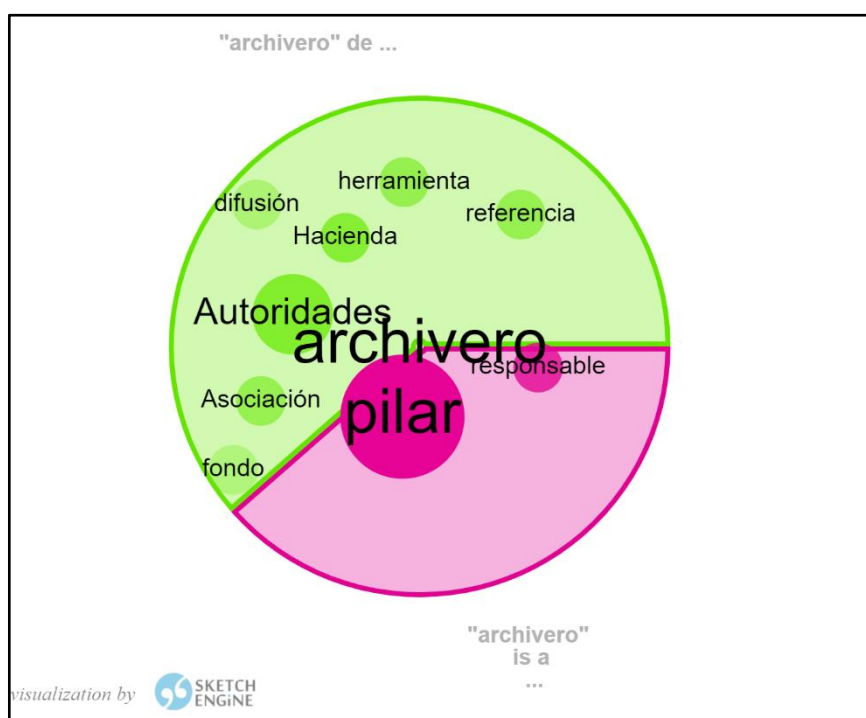 "archivero" de ...
herramienta
difusión
referencia
Hacienda
Autoridades
archivero
responsable
Asociación
pilar
fondo
"archivero"
is a
...
visualization by
SKETCH
ENGINE